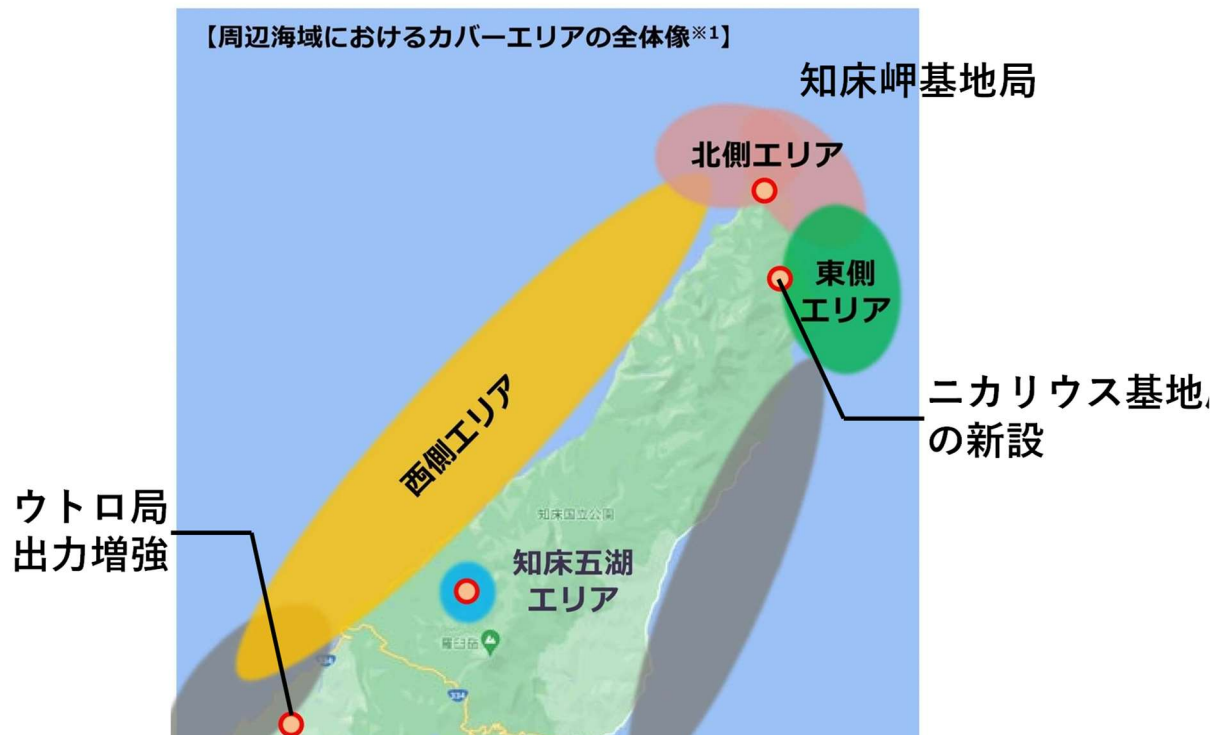 【周辺海域におけるカバーエリアの全体像※1】
知床岬基地局
北側エリア
東側
エリア
ニカリウス基地
の新設
西側エリア
ウトロ局
出力増強
知床国立公園
知床五湖
エリア
羅臼岳
334
334